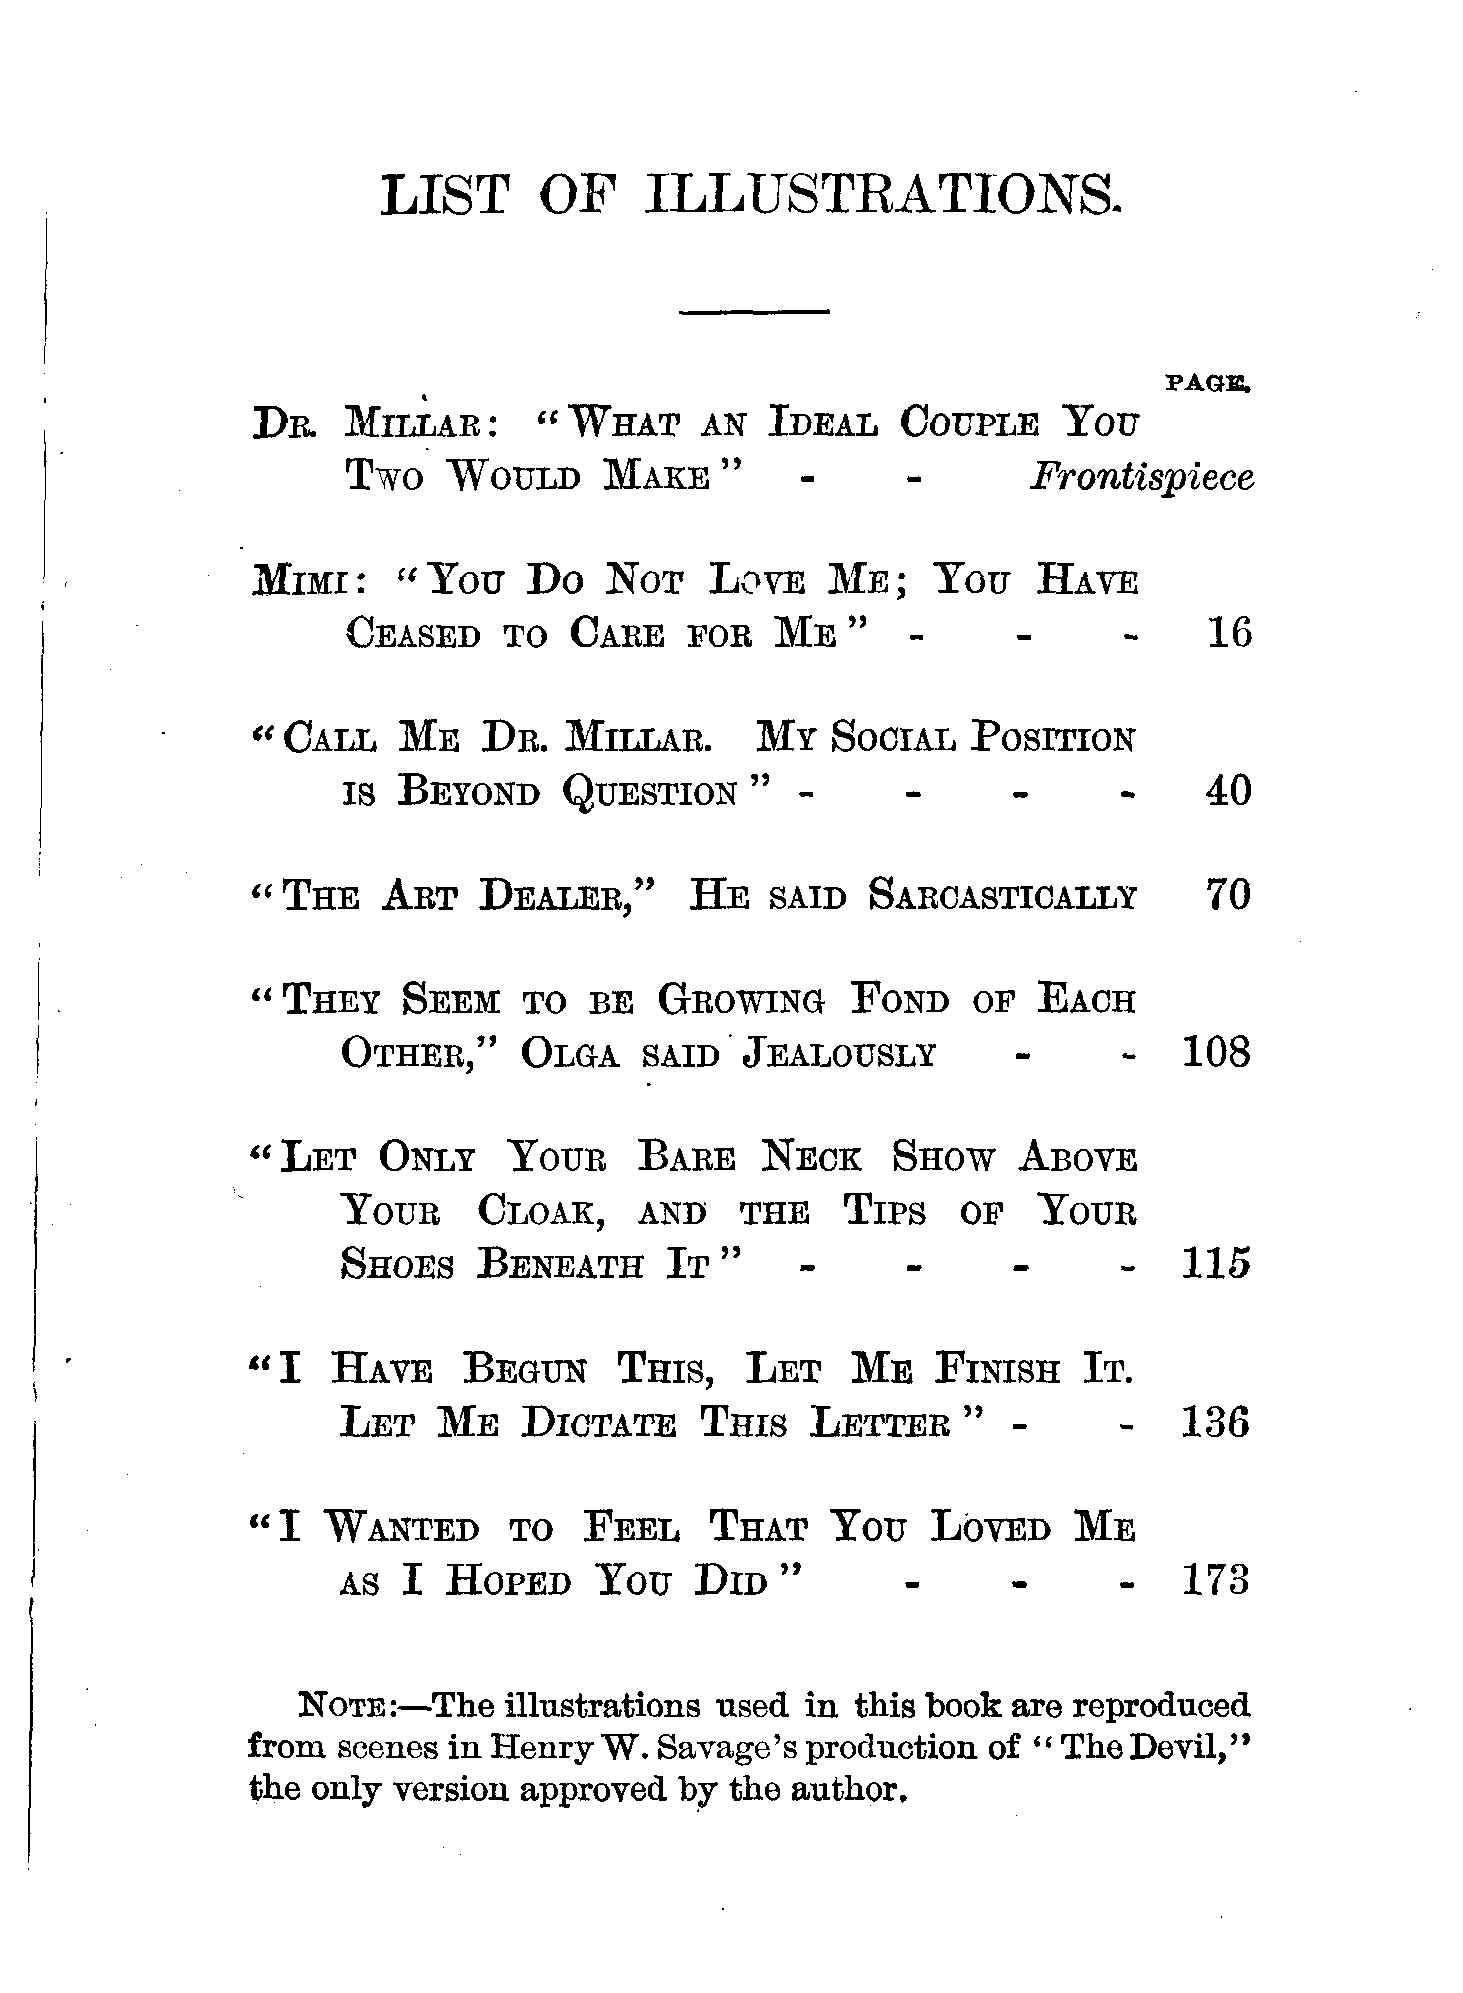 LIST OF ILLUSTRATIONS.
PAGE.
DR. MILLAR: "WHAT AN IDEAL COUPLE YOU
TWO WOULD MAKE" - - Frontispiece
MIMI: "YOU DO NOT LOVE ME; YOU HAVE
CEASED TO CARE FOR ME" - - - 16
"CALL ME DR. MILLAR. MY SOCIAL POSITION
IS BEYOND QUESTION" - - - - 40
"THE ART DEALER," HE SAID SARCASTICALLY 70
"THEY SEEM TO BE GROWING FOND OF EACH
OTHER," OLGA SAID JEALOUSLY - - 108
"LET ONLY YOUR BARE NECK SHOW ABOVE
YOUR CLOAK, AND THE TIPS OF YOUR
SHOES BENEATH IT" - - - - 115
"I HAVE BEGUN THIS, LET ME FINISH IT.
LET ME DICTATE THIS LETTER" - - 136
"I WANTED TO FEEL THAT YOU LOVED ME
AS I HOPED YOU DID" - - - 173
NOTE:—The illustrations used in this book are reproduced
from scenes in Henry W. Savage's production of "The Devil,"
the only version approved by the author.